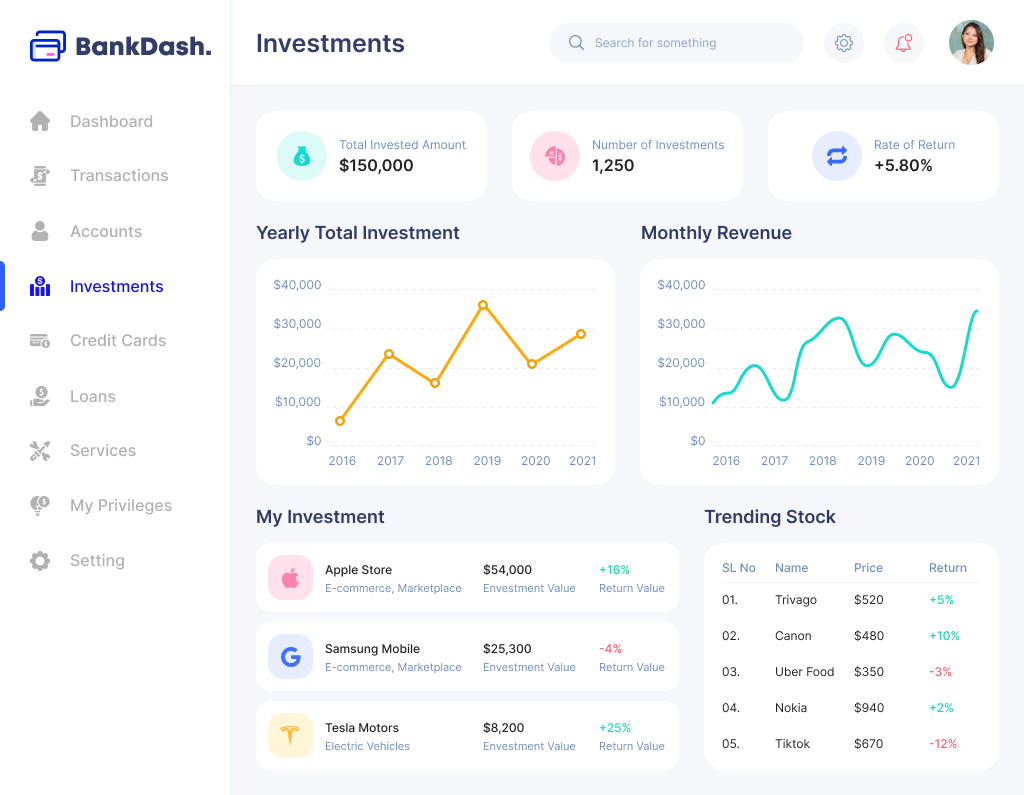 BankDash.
Dashboard
Transactions
Accounts
Investments
Credit Cards
Loans
Services
My Privileges
Setting
Investments
Search for something
Total Invested Amount
$150,000
Number of Investments
1,250
Rate of Return
+5.80%
Yearly Total Investment
$40,000
$30,000
$20,000
$10,000
$0
2016 2017 2018 2019 2020 2021
Monthly Revenue
$40,000
$30,000
$20,000
$10,000
$0
2016 2017 2018 2019 2020 2021
My Investment
Apple Store $54,000 +16%
E-commerce, Marketplace Envestment Value Return Value
Samsung Mobile $25,300 -4%
E-commerce, Marketplace Envestment Value Return Value
Tesla Motors $8,200 +25%
Electric Vehicles Envestment Value Return Value
Trending Stock
SL No Name Price Return
01. Trivago $520 +5%
02. Canon $480 +10%
03. Uber Food $350 -3%
04. Nokia $940 +2%
05. Tiktok $670 -12%